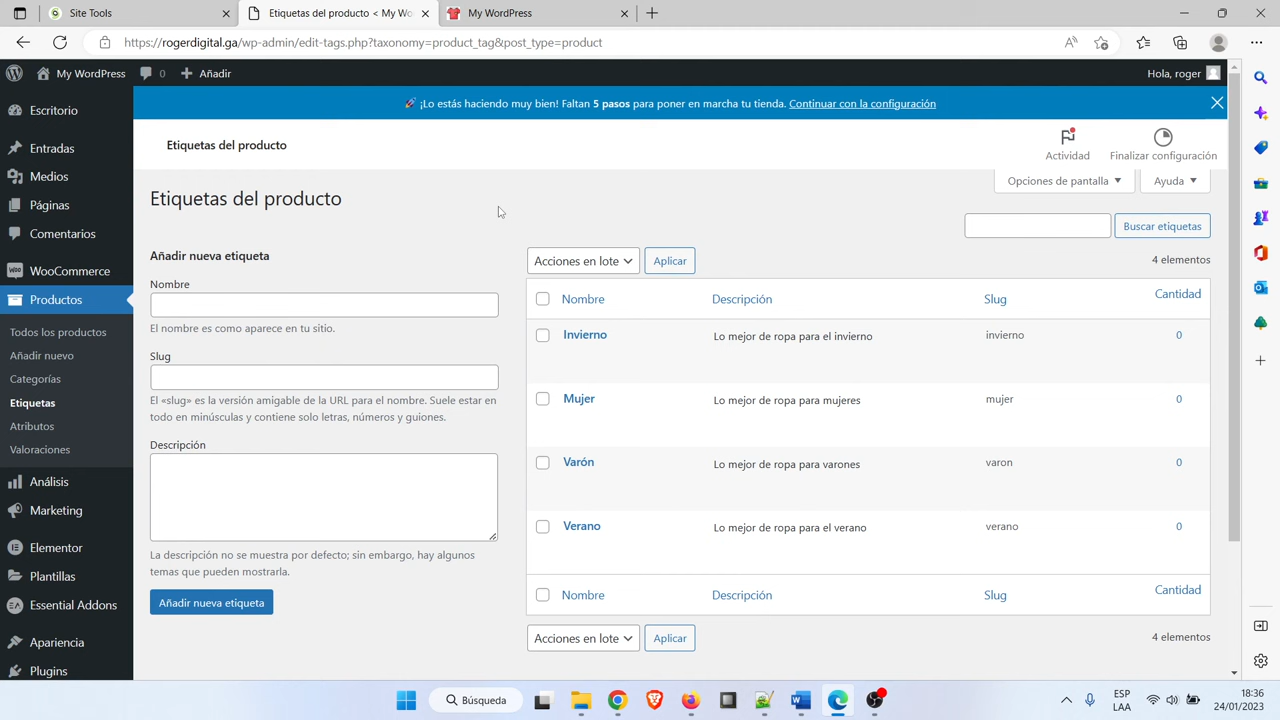 Site Tools
Etiquetas del producto < My Wo
My WordPress
https://rogerdigital.ga/wp-admin/edit-tags.php?taxonomy=product_tag&post_type=product
My WordPress
0
Añadir
Hola, roger
🚀 ¡Lo estás haciendo muy bien! Faltan 5 pasos para poner en marcha tu tienda. Continuar con la configuración
Escritorio
Entradas
Medios
Páginas
Comentarios
WooCommerce
Productos
Todos los productos
Añadir nuevo
Categorías
Etiquetas
Atributos
Valoraciones
Análisis
Marketing
Elementor
Plantillas
Essential Addons
Apariencia
Plugins
Etiquetas del producto
Actividad
Finalizar configuración
Opciones de pantalla
Ayuda
Etiquetas del producto
Buscar etiquetas
Añadir nueva etiqueta
Nombre
El nombre es como aparece en tu sitio.
Slug
El «slug» es la versión amigable de la URL para el nombre. Suele estar en
todo en minúsculas y contiene solo letras, números y guiones.
Descripción
La descripción no se muestra por defecto; sin embargo, hay algunos
temas que pueden mostrarla.
Añadir nueva etiqueta
Acciones en lote
Aplicar
4 elementos
Nombre Descripción Slug Cantidad
Invierno Lo mejor de ropa para el invierno invierno 0
Mujer Lo mejor de ropa para mujeres mujer 0
Varón Lo mejor de ropa para varones varon 0
Verano Lo mejor de ropa para el verano verano 0
Nombre Descripción Slug Cantidad
Acciones en lote
Aplicar
4 elementos
Búsqueda
ESP
LAA
18:36
24/01/2023